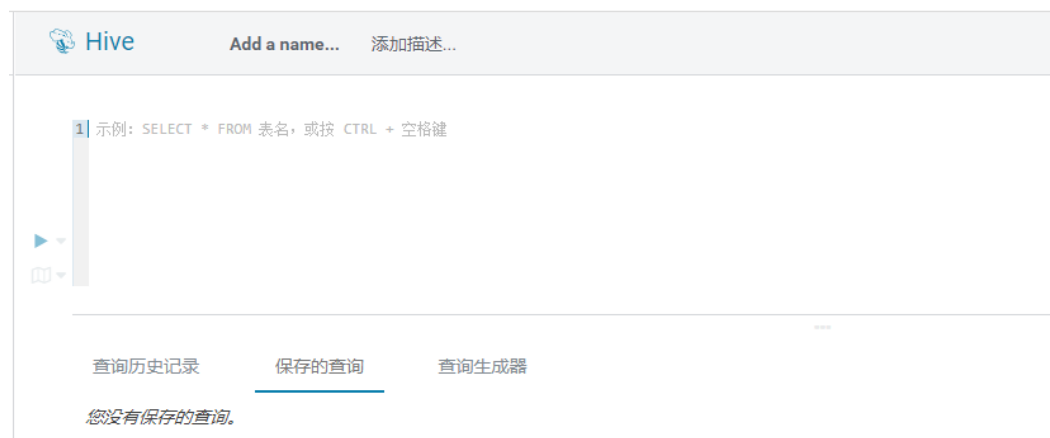 Hive Add a name... 添加描述...
1 示例: SELECT * FROM 表名，或按 CTRL + 空格键
查询历史记录 保存的查询 查询生成器
您没有保存的查询。